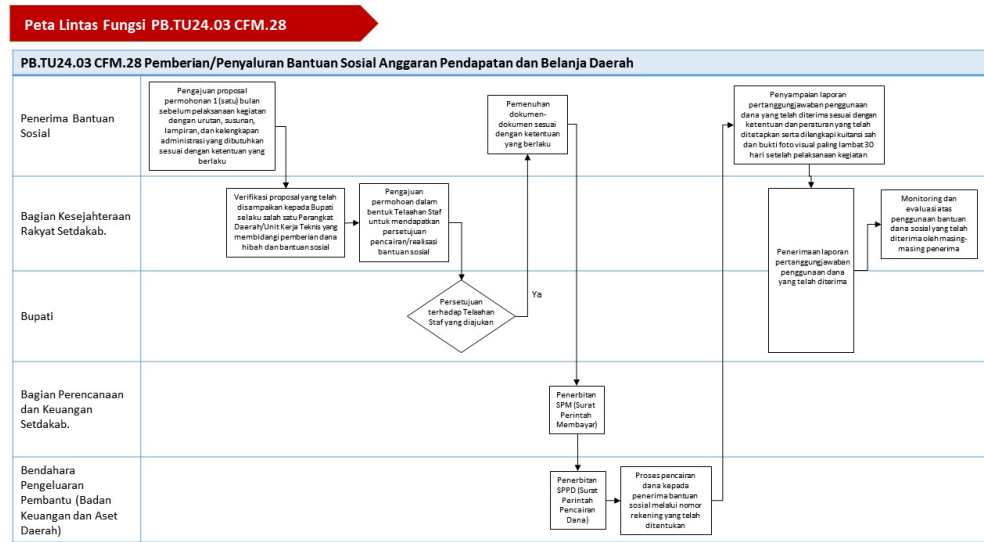 Peta Lintas Fungsi PB.TU24.03 CFM.28
PB.TU24.03 CFM.28 Pemberian/Penyaluran Bantuan Sosial Anggaran Pendapatan dan Belanja Daerah
Penerima Bantuan
Sosial
Pengajuan proposal
permohonan 1 (satu) bulan
sebelum pelaksanaan kegiatan
dengan urutan, susunan,
lampiran, dan kelengkapan
administrasi yang dibutuhkan
sesuai dengan ketentuan yang
berlaku
Pemenuhan
dokumen-
dokumen sesuai
dengan ketentuan
yang berlaku
Penyampaian laporan
pertanggungjawaban penggunaan
dana yang telah diterima sesuai dengan
ketentuan dan peraturan yang telah
ditetapkan serta dilengkapi kuitansi sah
dan bukti foto visual paling lambat 30
hari setelah pelaksanaan kegiatan
Bagian Kesejahteraan
Rakyat Setdakab.
Verifikasi proposal yang telah
disampaikan kepada Bupati
selaku salah satu Perangkat
Daerah/Unit Kerja Teknis yang
membidangi pemberian dana
hibah dan bantuan sosial
Pengajuan
permohoan dalam
bentuk Telaahan Staf
untuk mendapatkan
persetujuan
pencairan/realisasi
bantuan sosial
Penerimaan laporan
pertanggungjawaban
penggunaan dana
yang telah diterima
Monitoring dan
evaluasi atas
penggunaan bantuan
dana sosial yang telah
diterima oleh masing-
masing penerima
Bupati
Persetujuan
terhadap Telaahan
Staf yang diajukan
Ya
Bagian Perencanaan
dan Keuangan
Setdakab.
Penerbitan
SPM (Surat
Perintah
Membayar)
Bendahara
Pengeluaran
Pembantu (Badan
Keuangan dan Aset
Daerah)
Penerbitan
SPPD (Surat
Perintah
Pencairan
Dana)
Proses pencairan
dana kepada
penerima bantuan
sosial melalui nomor
rekening yang telah
ditentukan